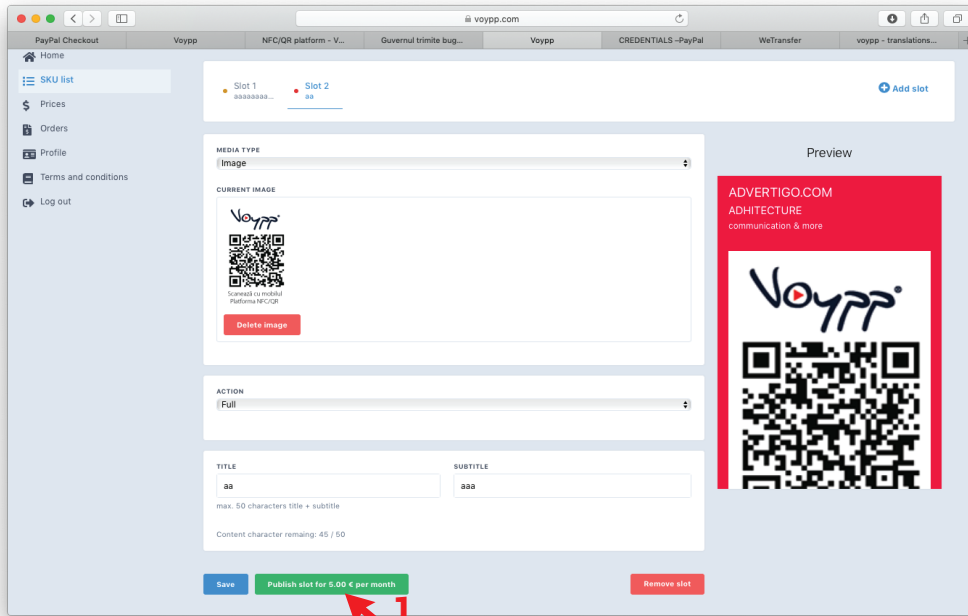 voypp.com
PayPal Checkout
Voypp
NFC/QR platform - V...
Guvernul trimite bug...
Voypp
CREDENTIALS -PayPal
WeTransfer
voypp - translations...
Home
SKU list
Prices
Orders
Profile
Terms and conditions
Log out
Slot 1
aaaaaaaa...
Slot 2
aa
Add slot
MEDIA TYPE
Image
CURRENT IMAGE
Voypp
Scanează cu mobilul
Platforma NFC/QR
Delete image
ACTION
Full
TITLE
aa
SUBTITLE
aaa
max. 50 characters title + subtitle
Content character remaing: 45 / 50
Save
Publish slot for 5.00 € per month
Remove slot
1
Preview
ADVERTIGO.COM
ADHITECTURE
communication & more
Voypp